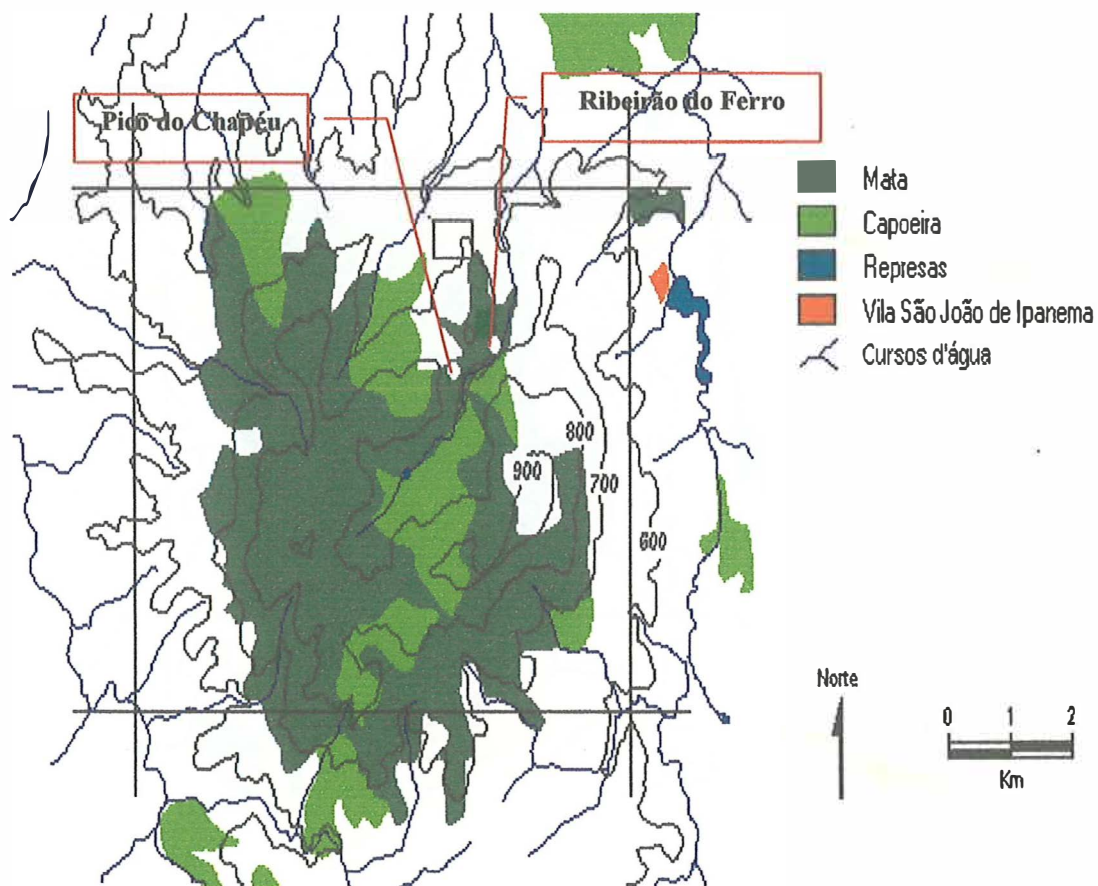 Pico do Chapéu
Ribeirão do Ferro
Mata
Capoeira
Represas
Vila São João de Ipanema
Cursos d'água
800
900
700
600
Norte
0 1 2
Km